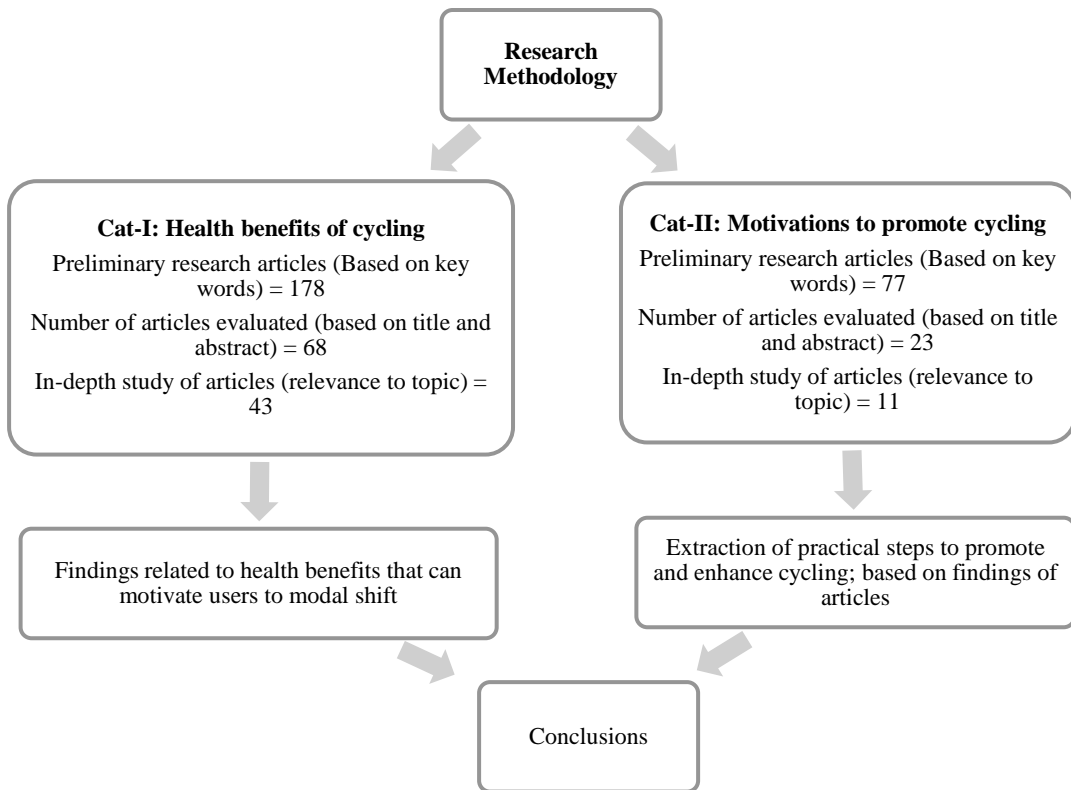 Research
Methodology
Cat-I: Health benefits of cycling
Preliminary research articles (Based on key
words) = 178
Number of articles evaluated (based on title
and abstract) = 68
In-depth study of articles (relevance to topic) =
43
Cat-II: Motivations to promote cycling
Preliminary research articles (Based on key
words) = 77
Number of articles evaluated (based on title
and abstract) = 23
In-depth study of articles (relevance to
topic) = 11
Findings related to health benefits that can
motivate users to modal shift
Extraction of practical steps to promote
and enhance cycling; based on findings of
articles
Conclusions